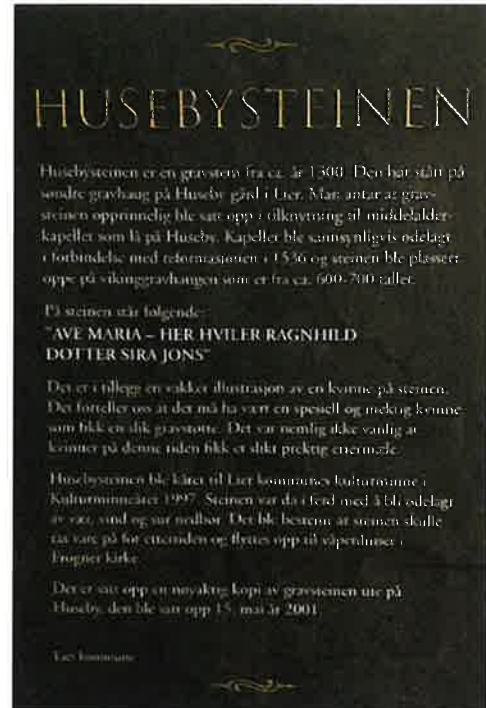 HUSEBYSTEINEN
Husebysteinen er en gravstein fra ca. år 1300. Den har stått på
søndre gravhaug på Huseby gård i Lier. Man antar at grav-
steinen opprinnelig ble satt opp i tilknytning til middelalder-
kapellet som lå på Huseby. Kapellet ble sannsynligvis ødelagt
i forbindelse med reformasjonen i 1536 og steinen ble plassert
oppe på vikinggravhaugen som er fra ca. 600-700 tallet.
På steinen står følgende:
"AVE MARIA – HER HVILER RAGNHILD
DOTTER SIRA JONS"
Det er i tillegg en vakker illustrasjon av en kvinne på steinen.
Det forteller oss at det må ha vært en spesiell og mektig kvinne
som fikk en slik gravstøtte. Det var nemlig ikke vanlig at
kvinner på denne tiden fikk et slikt prektig ettermæle.
Husebysteinen ble kåret til Lier kommunes kulturminne i
Kulturminneåret 1997. Steinen var da i ferd med å bli ødelagt
av vær, vind og sur nedbør. Det ble bestemt at steinen skulle
tas vare på for ettertiden og flyttes opp til våpenhuset i
Frogner kirke.
Det er satt opp en nøyaktig kopi av gravsteinen ute på
Huseby, den ble satt opp 15. mai år 2001.
Lier kommune